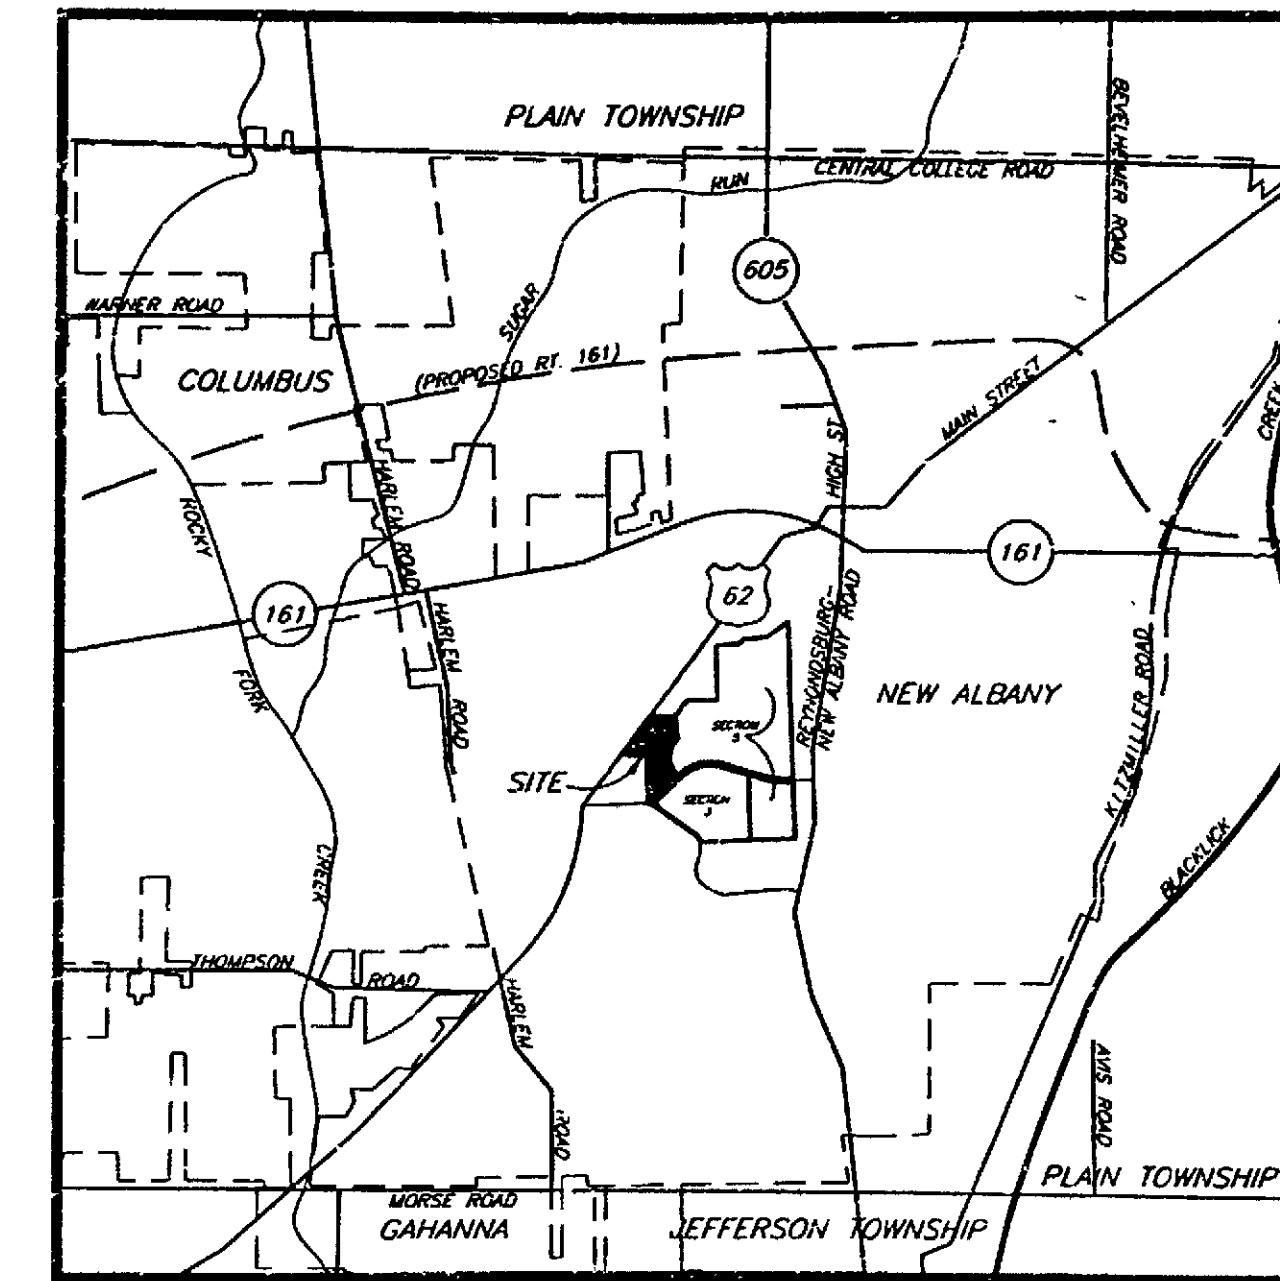 PLAIN TOWNSHIP
BEVELHEIMER ROAD
CENTRAL COLLEGE ROAD
RUN
605
WARNER ROAD
SUGAR
(PROPOSED RT. 161)
COLUMBUS
MAIN STREET
CREEK
HIGH ST
HARLEM ROAD
ROCKY
161
62
161
HARLEM
ROAD
REYNOLDSBURG-
NEW ALBANY ROAD
KITZMILLER ROAD
FORK
NEW ALBANY
SECTION
SITE
SECTION
BLACKLICK
CREEK
THOMPSON
ROAD
HARLEM
AVIS ROAD
ROAD
PLAIN TOWNSHIP
MORSE ROAD
GAHANNA
JEFFERSON TOWNSHIP